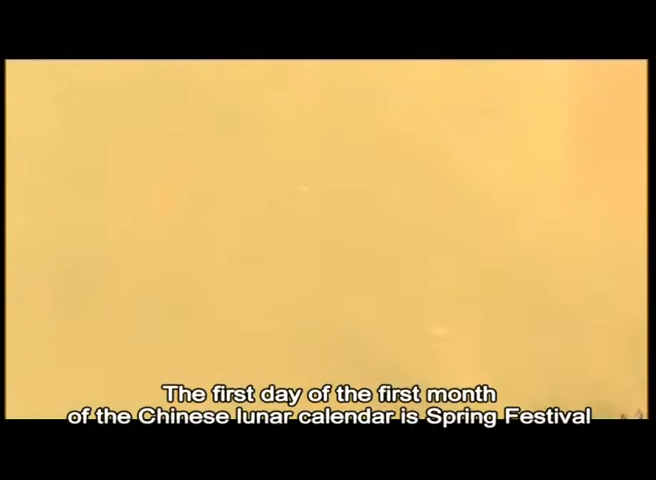 The first day of the first month
of the Chinese lunar calendar is Spring Festival